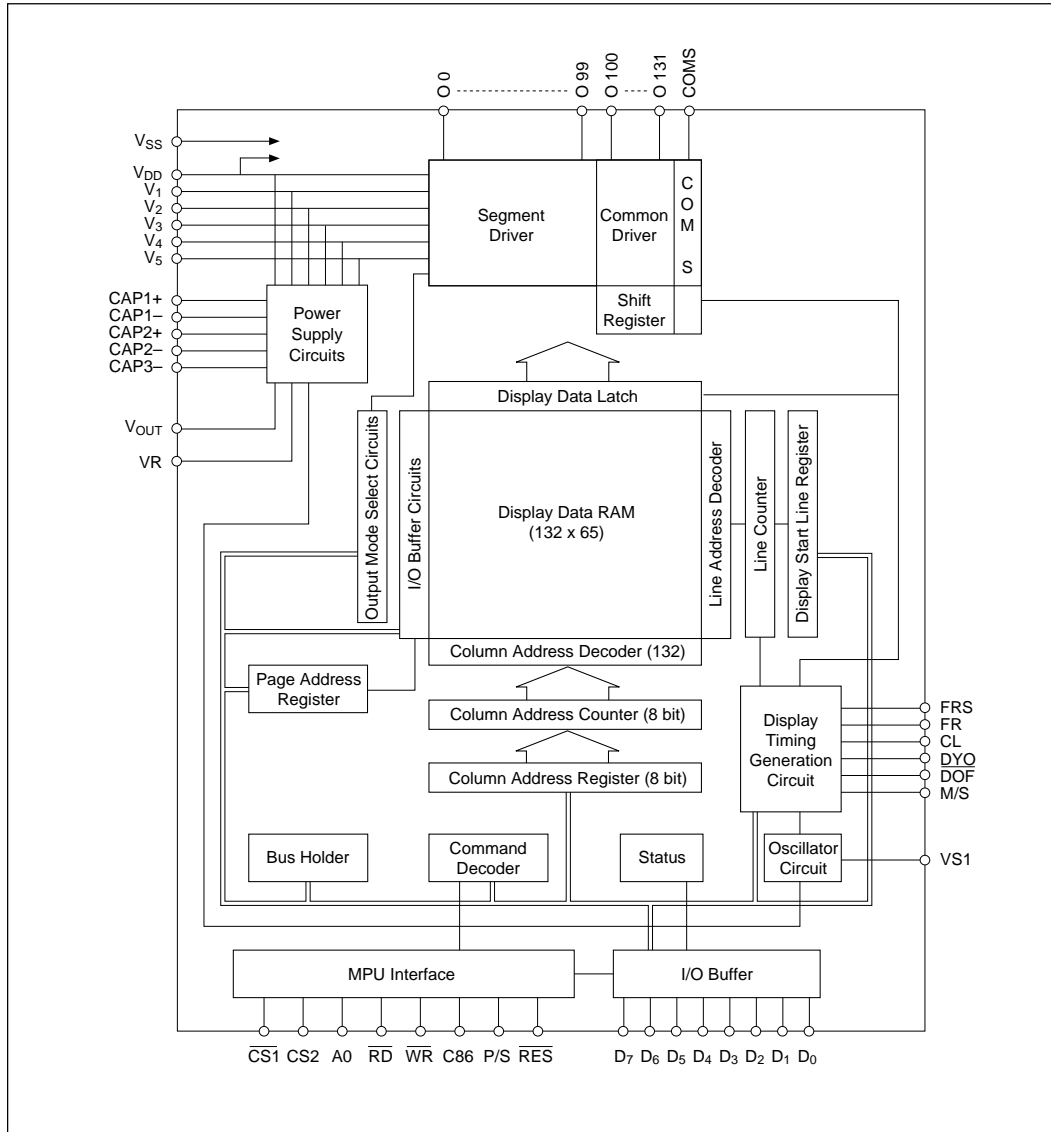 O 0
O 99
O 100
O 131
COMS
VSS
VDD
V1
V2
V3
V4
V5
CAP1+
CAP1–
CAP2+
CAP2–
CAP3–
VOUT
VR
Segment
Driver
Common
Driver
COM S
Shift
Register
Power
Supply
Circuits
Display Data Latch
Output Mode Select Circuits
I/O Buffer Circuits
Display Data RAM
(132 x 65)
Line Address Decoder
Line Counter
Display Start Line Register
Column Address Decoder (132)
Page Address
Register
Column Address Counter (8 bit)
Column Address Register (8 bit)
Display
Timing
Generation
Circuit
FRS
FR
CL
DYO
D̅O̅F̅
M/S
Bus Holder
Command
Decoder
Status
Oscillator
Circuit
VS1
MPU Interface
I/O Buffer
C̅S̅1̅ CS2 A0 R̅D̅ W̅R̅ C86 P/S R̅E̅S̅
D7 D6 D5 D4 D3 D2 D1 D0